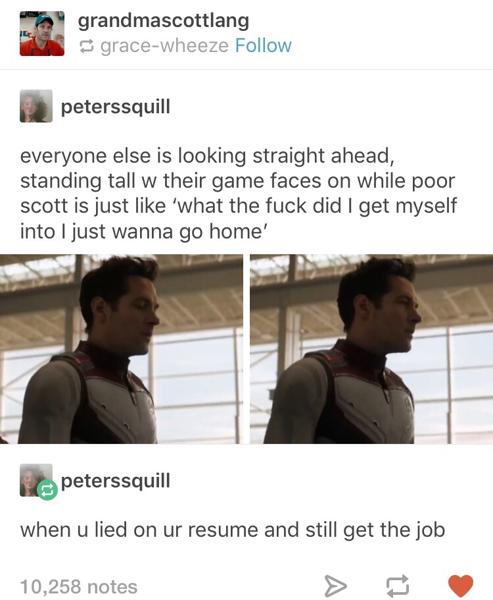 grandmascottlang
grace-wheeze Follow
peterssquill
everyone else is looking straight ahead,
standing tall w their game faces on while poor
scott is just like ‘what the fuck did I get myself
into I just wanna go home’
peterssquill
when u lied on ur resume and still get the job
10,258 notes